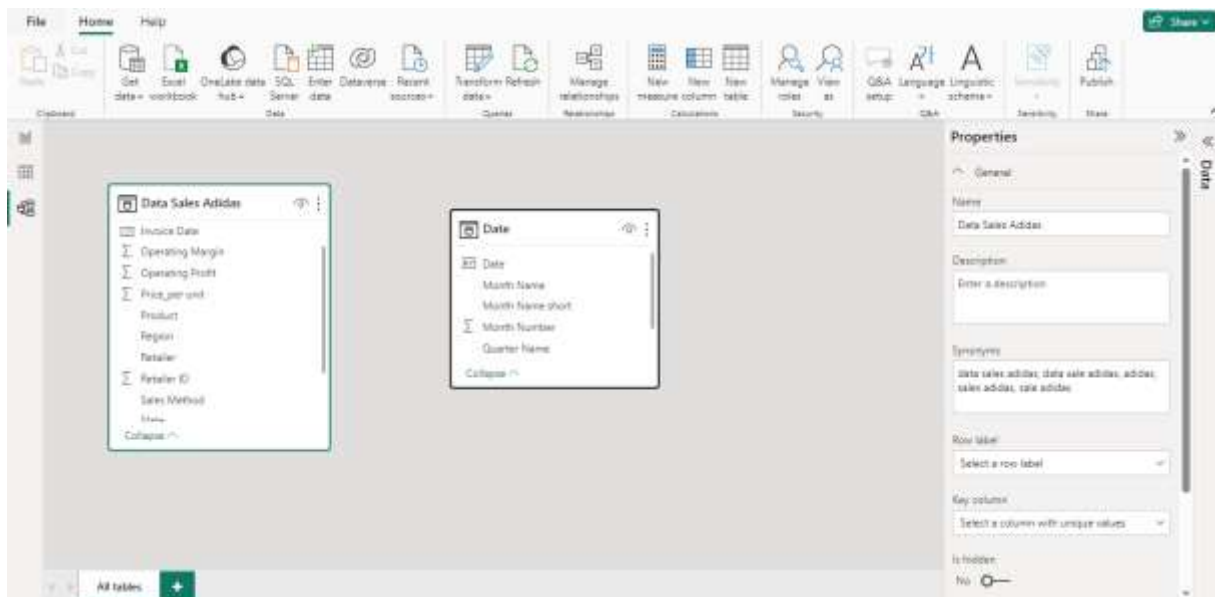 File Home Help Share
Cut
Copy
Get data Excel workbook OneLake data hub SQL Server Enter data Dataverse Recent sources Transform data Refresh Manage relationships New measure New column New table Manage roles View as Q&A setup Language Linguistic schema Sensitivity Publish
Clipboard Data Queries Relationships Calculations Security Q&A Sensitivity Share
Properties
Data
General
Name
Data Sales Adidas
Description
Enter a description
Synonyms
data sales adidas, data sale adidas, adidas,
sales adidas, sale adidas
Row label
Select a row label
Key column
Select a column with unique values
Is hidden
No
Data Sales Adidas
Invoice Date
Operating Margin
Operating Profit
Price_per unit
Product
Region
Retailer
Retailer ID
Sales Method
State
Collapse
Date
Date
Month Name
Month Name short
Month Number
Quarter Name
Collapse
All tables